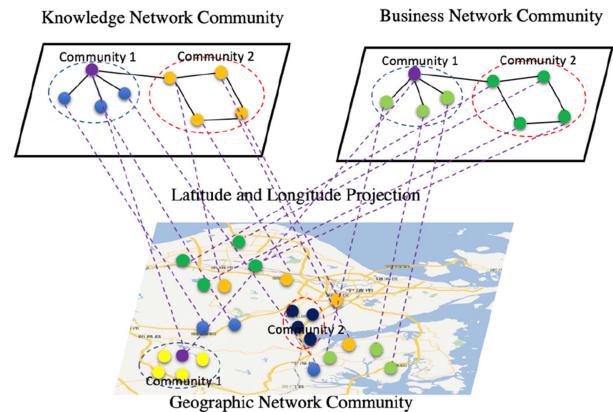 Knowledge Network Community
Business Network Community
Community 1
Community 2
Community 1
Community 2
Latitude and Longitude Projection
Community 2
Community 1
Geographic Network Community